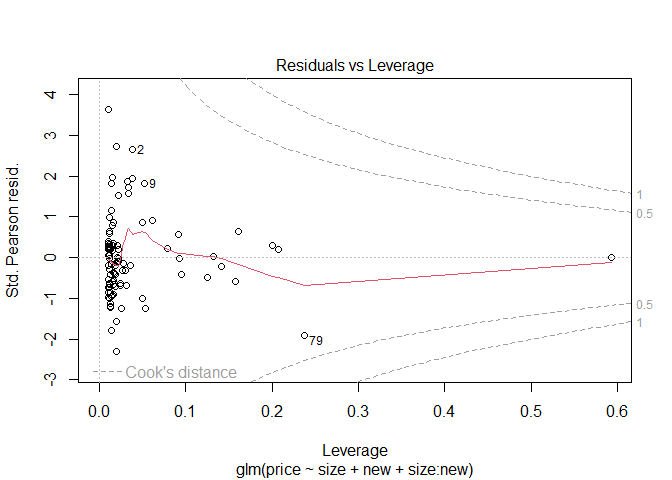 Residuals vs Leverage
4
3
2
1
0
-1
-2
-3
Std. Pearson resid.
2
9
79
1
0.5
0.5
1
Cook's distance
0.0 0.1 0.2 0.3 0.4 0.5 0.6
Leverage
glm(price ~ size + new + size:new)